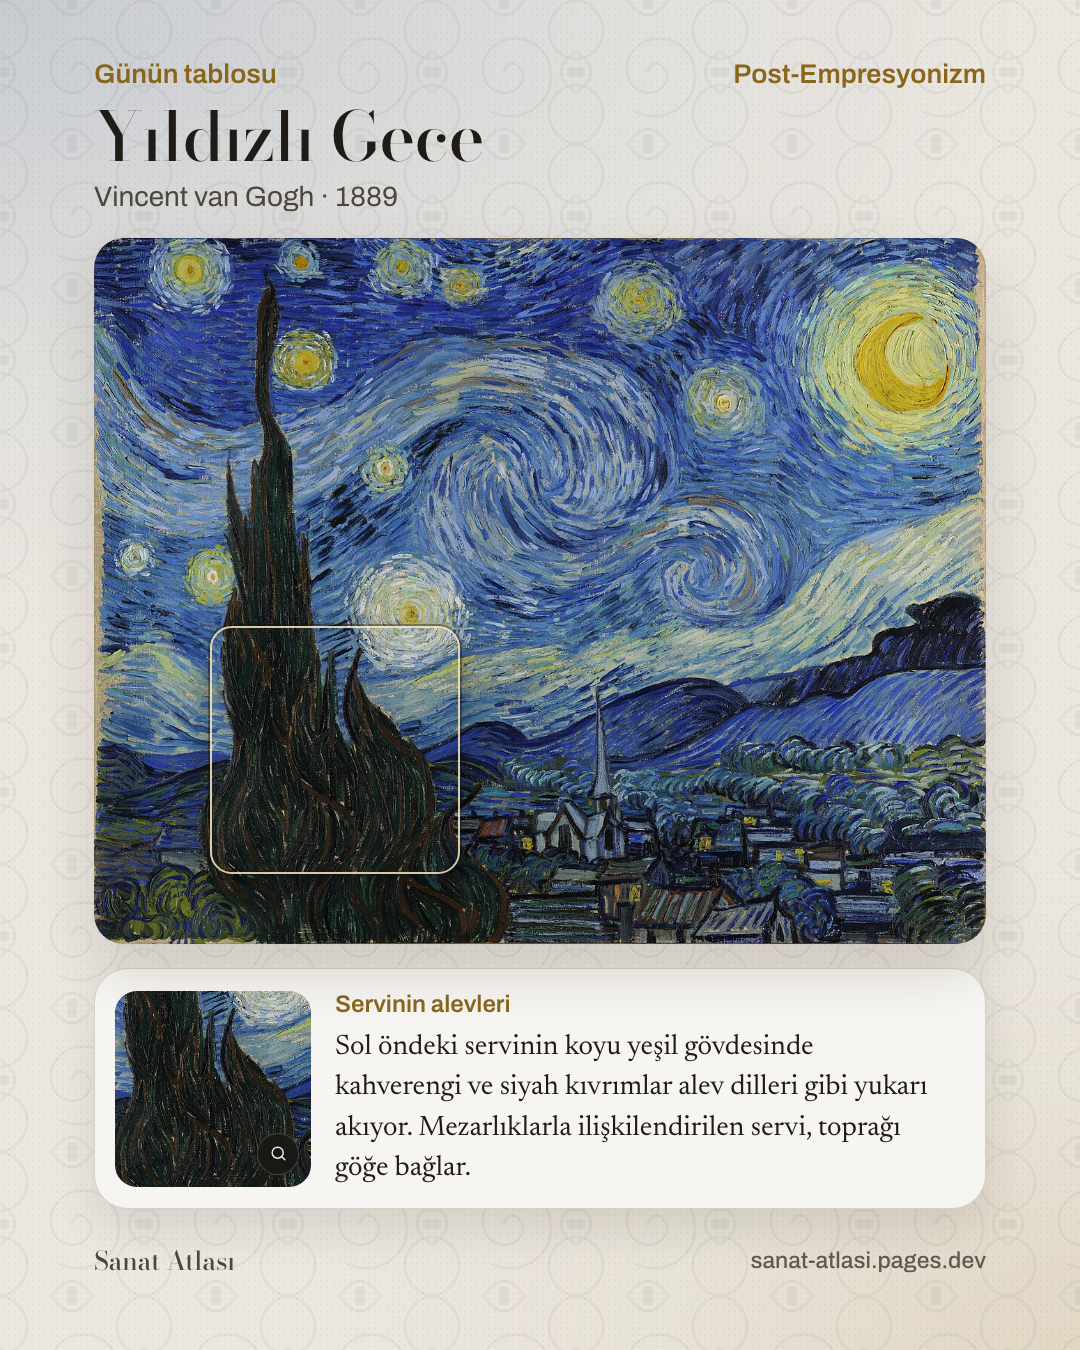 Günün tablosu
Post-Empresyonizm
Yıldızlı Gece
Vincent van Gogh · 1889
Servinin alevleri
Sol öndeki servinin koyu yeşil gövdesinde
kahverengi ve siyah kıvrımlar alev dilleri gibi yukarı
akıyor. Mezarlıklarla ilişkilendirilen servi, toprağı
göğe bağlar.
Sanat Atlası
sanat-atlasi.pages.dev